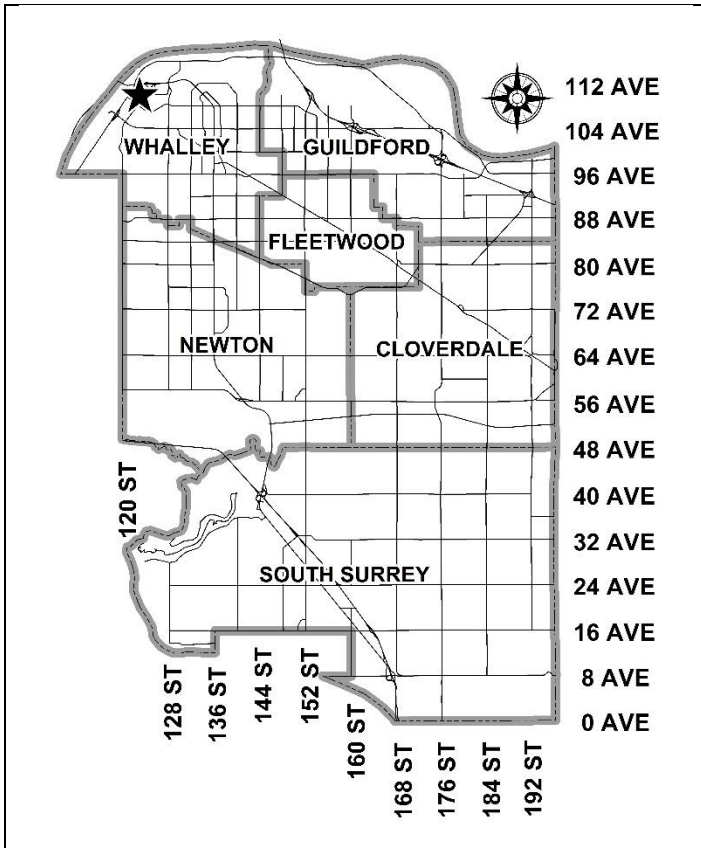 112 AVE
104 AVE
WHALLEY
GUILDFORD
96 AVE
88 AVE
FLEETWOOD
80 AVE
72 AVE
NEWTON
CLOVERDALE
64 AVE
56 AVE
48 AVE
120 ST
40 AVE
32 AVE
SOUTH SURREY
24 AVE
16 AVE
8 AVE
0 AVE
128 ST
136 ST
144 ST
152 ST
160 ST
168 ST
176 ST
184 ST
192 ST